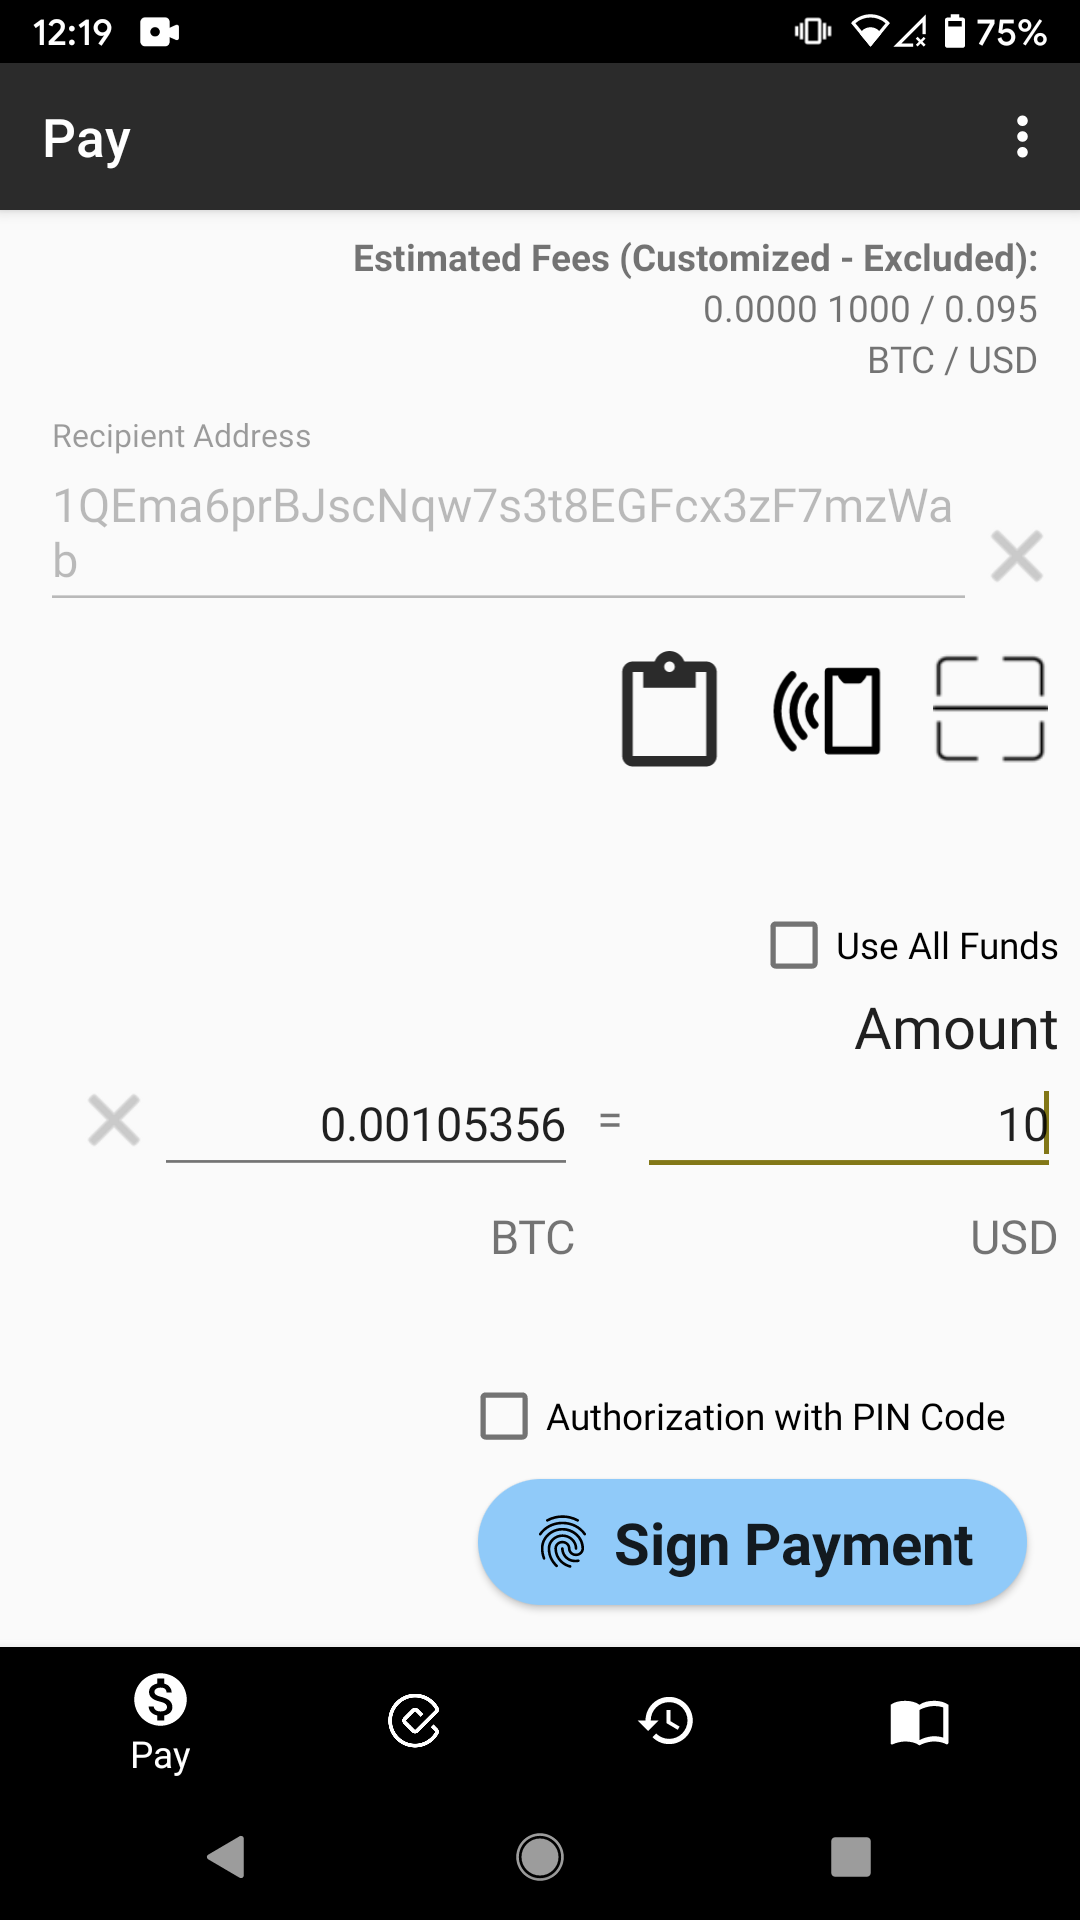 12:19
75%
Pay
Estimated Fees (Customized - Excluded):
0.0000 1000 / 0.095
BTC / USD
Recipient Address
1QEma6prBJscNqw7s3t8EGFcx3zF7mzWa
b
Use All Funds
Amount
0.00105356 = 10
BTC USD
Authorization with PIN Code
Sign Payment
Pay